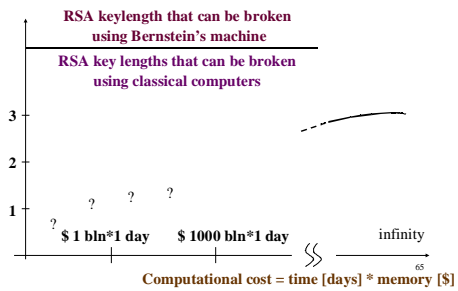 RSA keylength that can be broken
using Bernstein's machine
RSA key lengths that can be broken
using classical computers
3
2
1
? ? ? ?
$ 1 bln*1 day $ 1000 bln*1 day infinity
65
Computational cost = time [days] * memory [$]